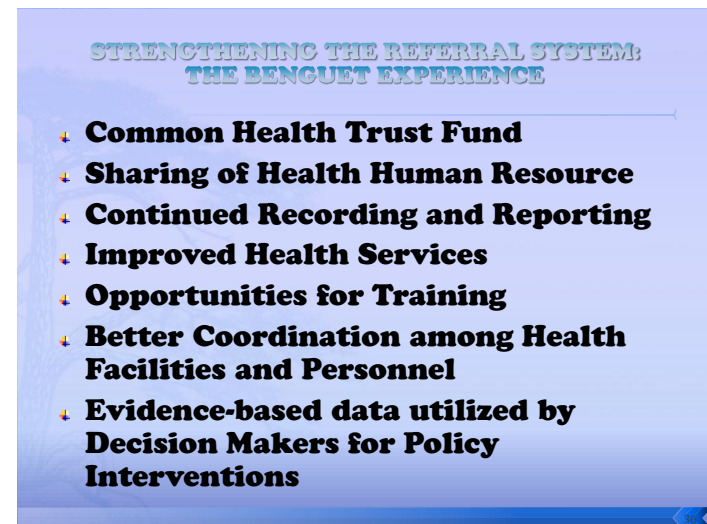 STRENGTHENING THE REFERRAL SYSTEM:
THE BENGUET EXPERIENCE
Common Health Trust Fund
Sharing of Health Human Resource
Continued Recording and Reporting
Improved Health Services
Opportunities for Training
Better Coordination among Health
Facilities and Personnel
Evidence-based data utilized by
Decision Makers for Policy
Interventions